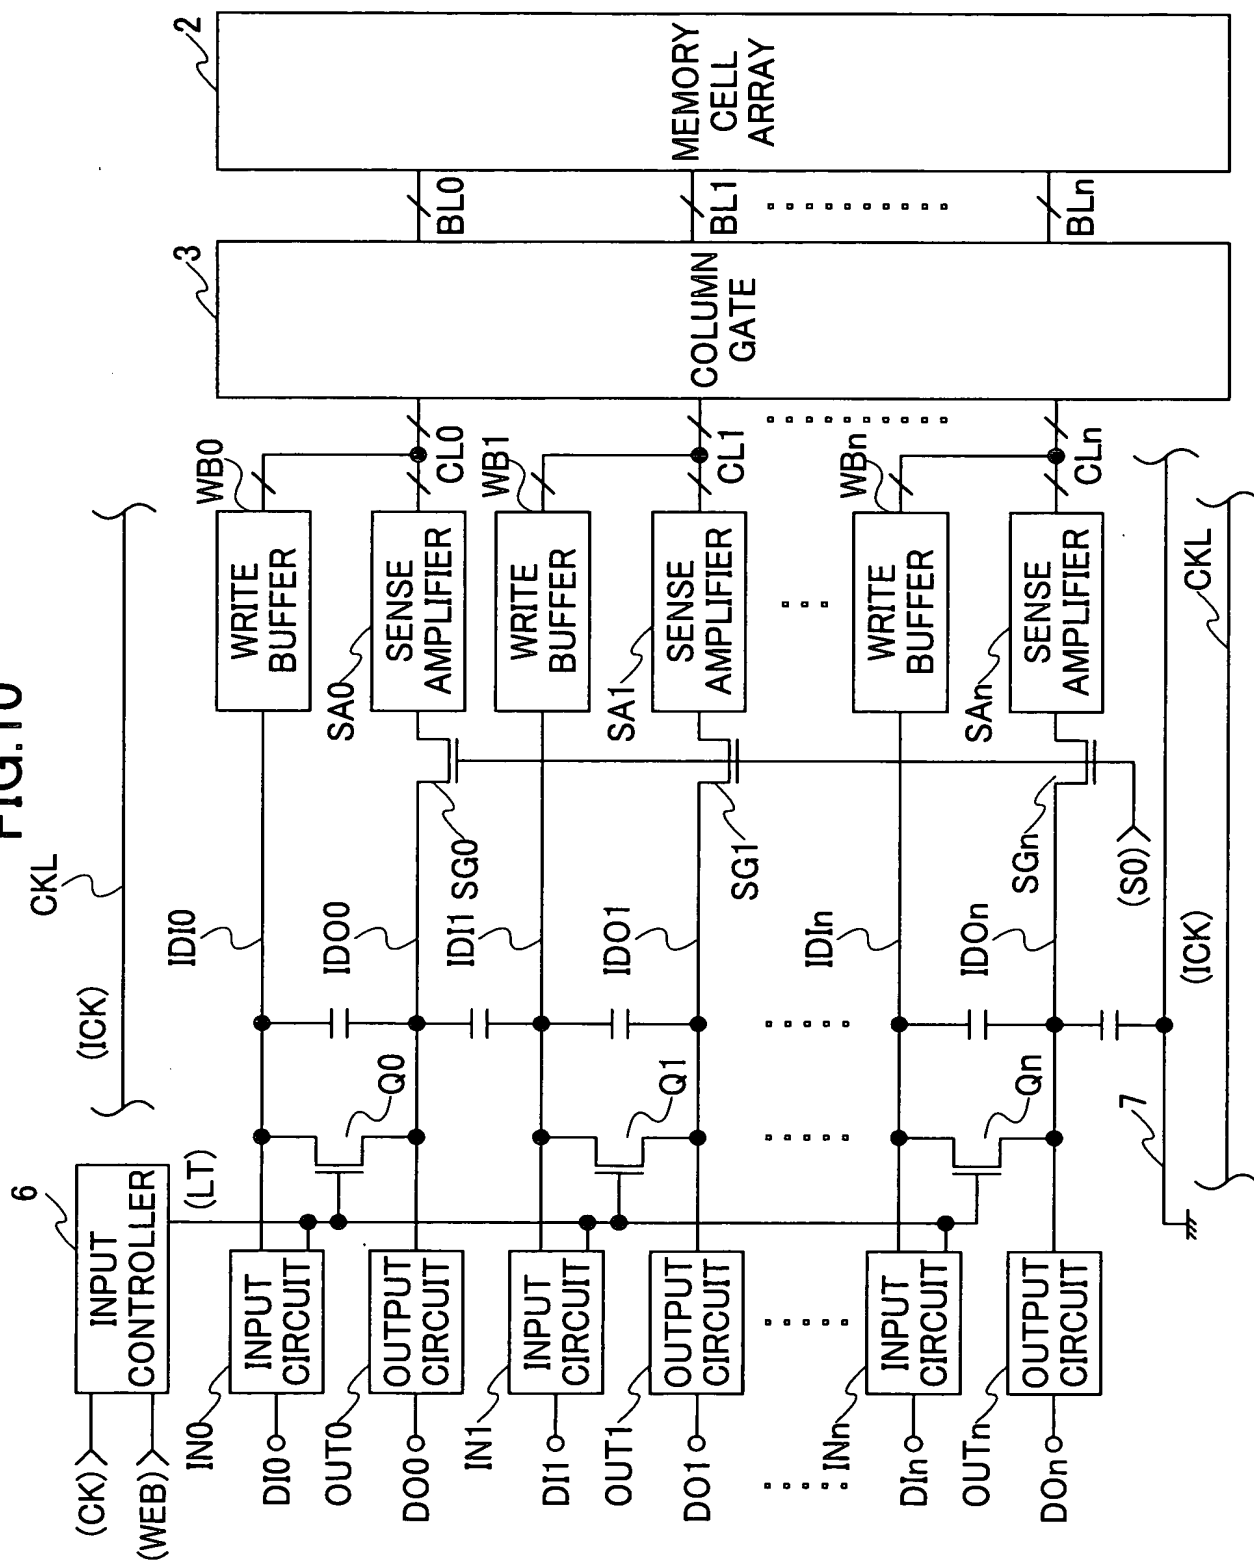 FIG.10
2
MEMORY
CELL
ARRAY
BL0
BL1
BLn
3
COLUMN
GATE
CL0
CL1
CLn
WB0
WRITE
BUFFER
SENSE
AMPLIFIER
SA0
WB1
WRITE
BUFFER
SENSE
AMPLIFIER
SA1
WBn
WRITE
BUFFER
SENSE
AMPLIFIER
SAn
SG0
SG1
SGn
(S0)
CKL
(ICK)
IDI0
IDO0
IDI1
IDO1
IDIn
IDOn
CKL
(ICK)
Q0
Q1
Qn
7
6
INPUT
CONTROLLER
(LT)
(CK)
(WEB)
IN0
INPUT
CIRCUIT
DI0
OUT0
OUTPUT
CIRCUIT
DO0
IN1
INPUT
CIRCUIT
DI1
OUT1
OUTPUT
CIRCUIT
DO1
INn
INPUT
CIRCUIT
DIn
OUTn
OUTPUT
CIRCUIT
DOn